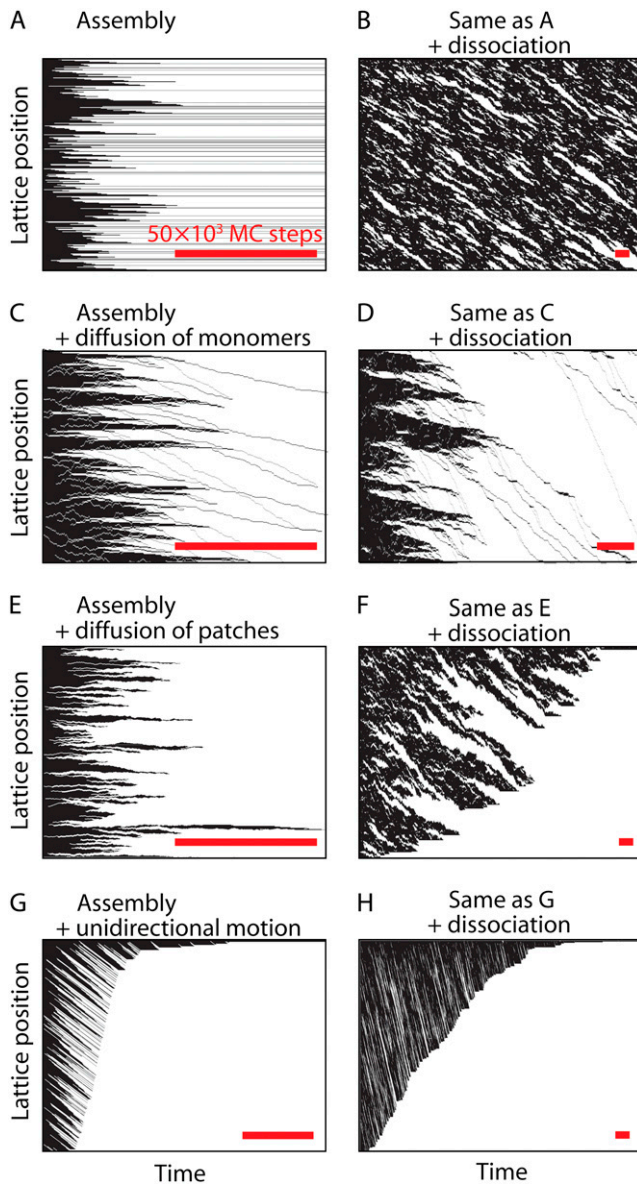 A Assembly
B Same as A
+ dissociation
Lattice position
50×10³ MC steps
C Assembly
+ diffusion of monomers
D Same as C
+ dissociation
Lattice position
E Assembly
+ diffusion of patches
F Same as E
+ dissociation
Lattice position
G Assembly
+ unidirectional motion
H Same as G
+ dissociation
Lattice position
Time
Time